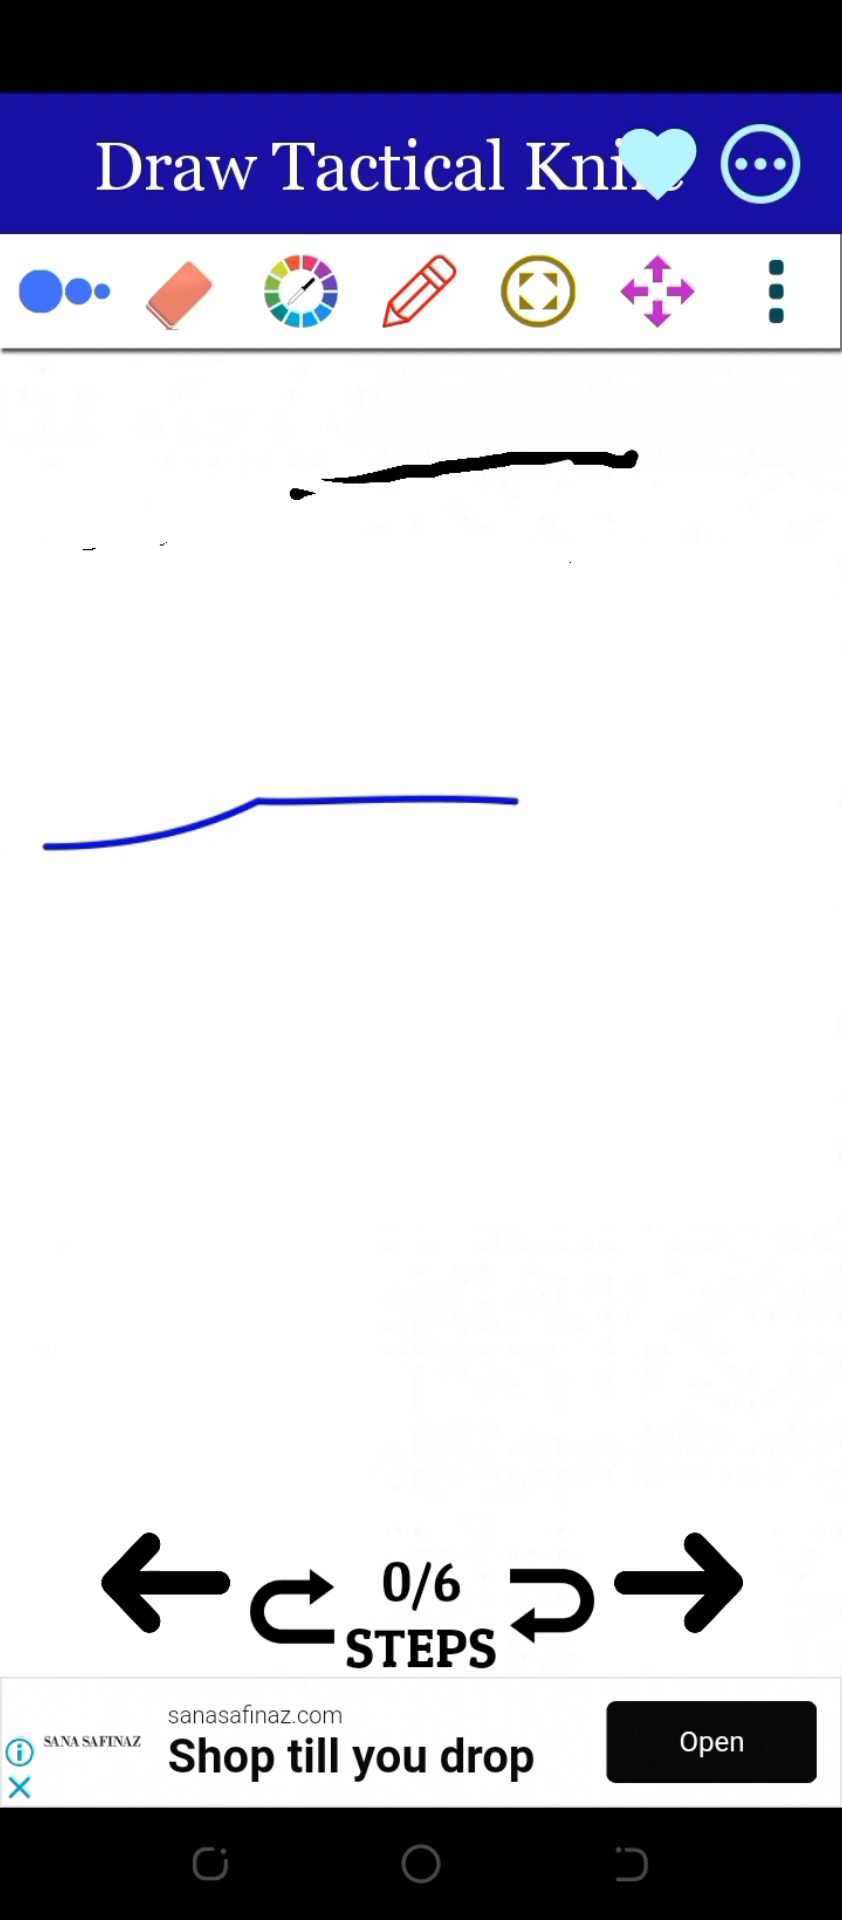 Draw Tactical Kni
0/6
STEPS
sanasafinaz.com
SANA SAFINAZ
Shop till you drop
Open